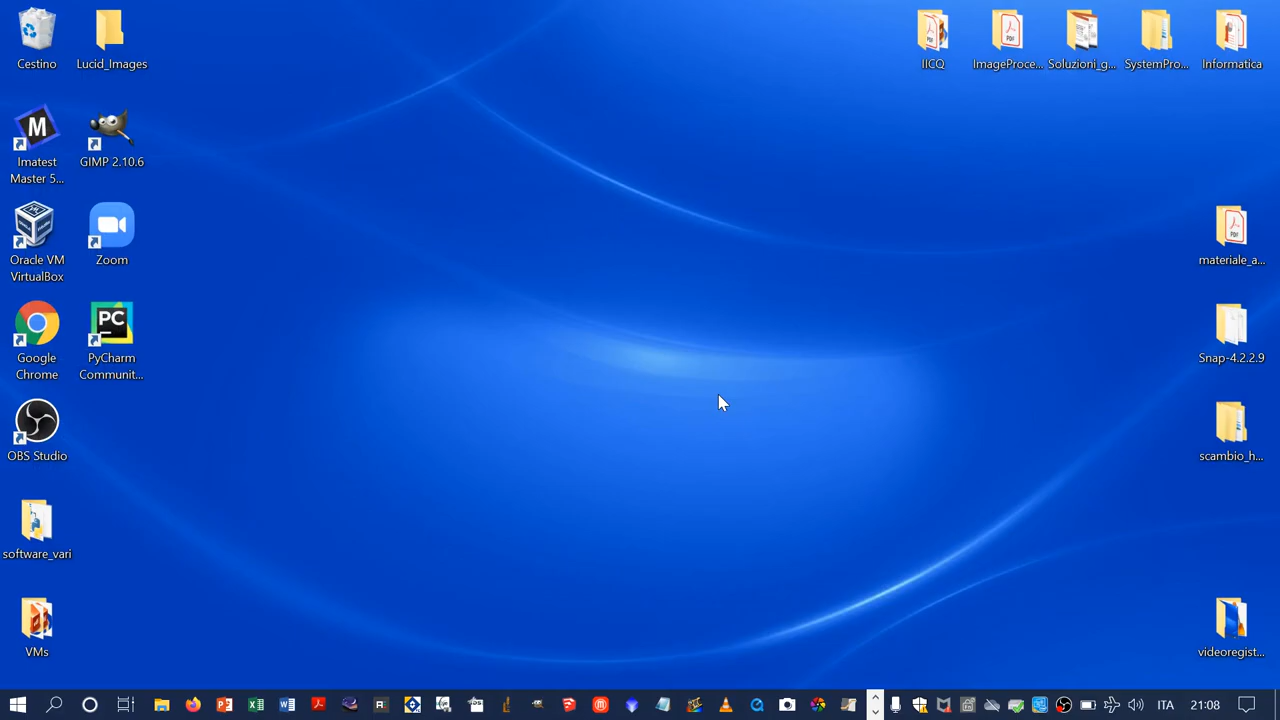 Cestino
Lucid_Images
IICQ
ImageProce...
Soluzioni_g...
SystemPro...
Informatica
Imatest
Master 5...
GIMP 2.10.6
Oracle VM
VirtualBox
Zoom
materiale_a...
Google
Chrome
PyCharm
Communit...
Snap-4.2.2.9
OBS Studio
scambio_h...
software_vari
VMs
videoregist...
ITA
21:08